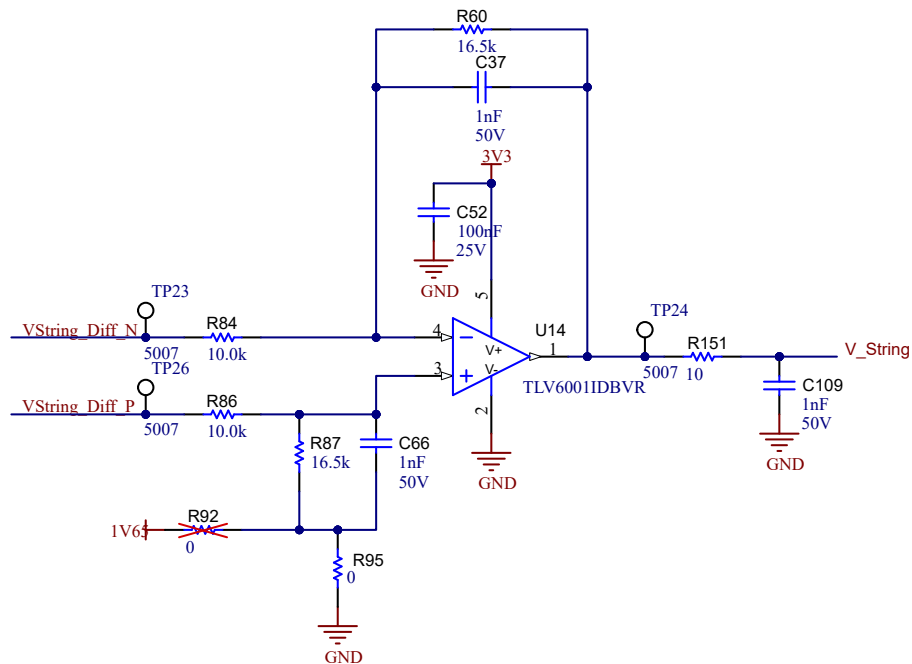 R60
16.5k
C37
1nF
50V
3V3
C52
100nF
25V
GND
TP23
VString_Diff_N
5007
R84
10.0k
TP26
VString_Diff_P
5007
R86
10.0k
4
3
5
2
1
V+
V-
U14
TLV6001IDBVR
GND
TP24
5007
R151
10
V_String
C109
1nF
50V
GND
R87
16.5k
C66
1nF
50V
1V65
R92
0
R95
0
GND